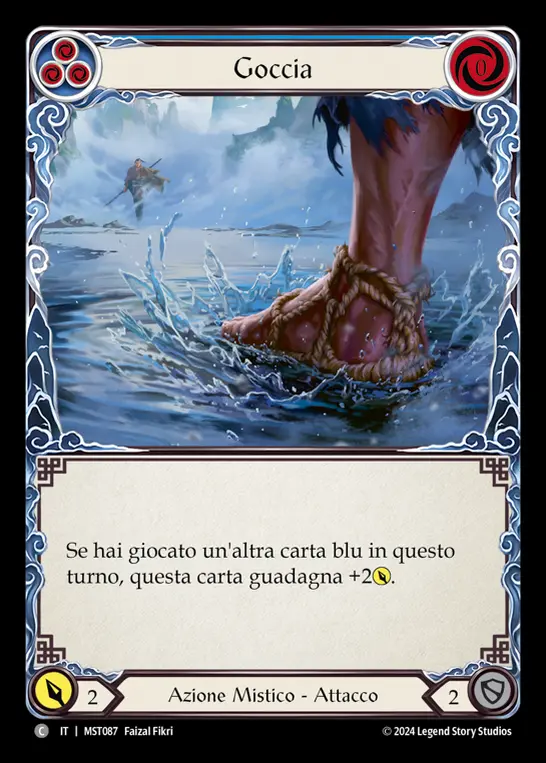 Goccia
0
Se hai giocato un'altra carta blu in questo
turno, questa carta guadagna +2.
2
Azione Mistico - Attacco
2
C IT | MST087 Faizal Fikri
© 2024 Legend Story Studios